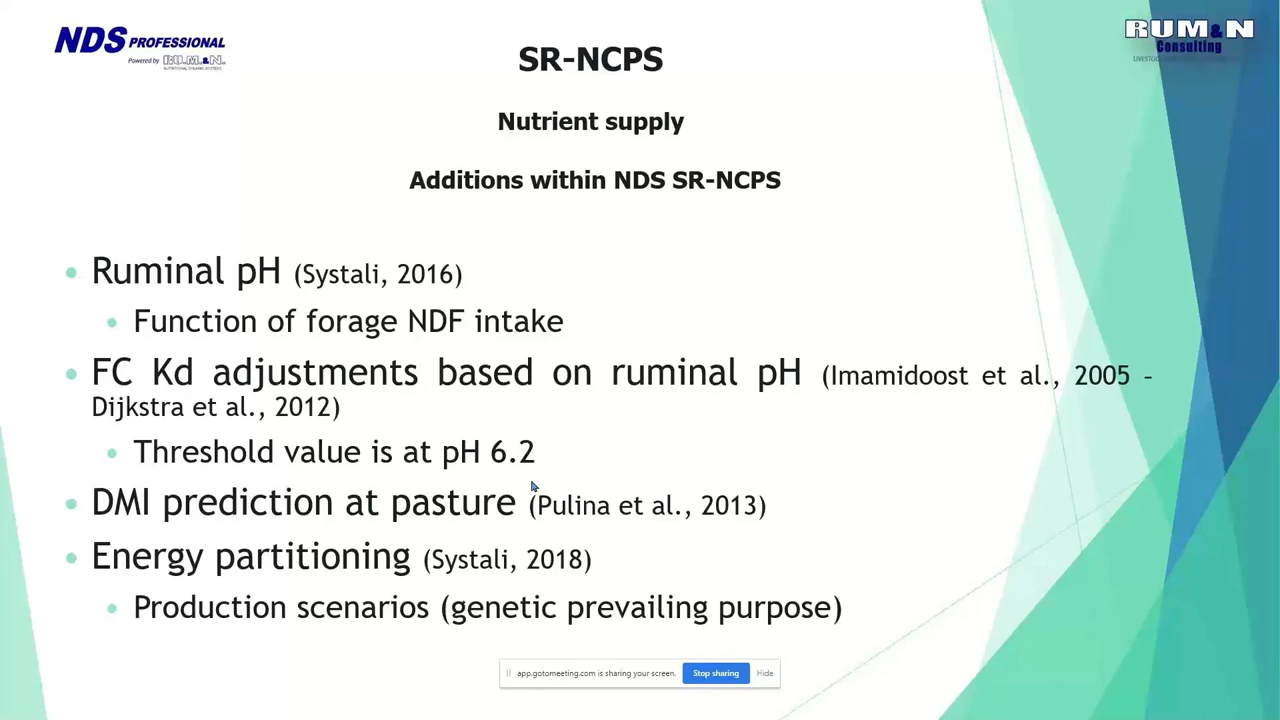 NDS PROFESSIONAL
Powered by RUM&N.
RUM&N
Consulting
SR-NCPS
Nutrient supply
Additions within NDS SR-NCPS
• Ruminal pH (Systali, 2016)
• Function of forage NDF intake
• FC Kd adjustments based on ruminal pH (Imamidoost et al., 2005 –
Dijkstra et al., 2012)
• Threshold value is at pH 6.2
• DMI prediction at pasture (Pulina et al., 2013)
• Energy partitioning (Systali, 2018)
• Production scenarios (genetic prevailing purpose)
app.gotomeeting.com is sharing your screen. Stop sharing Hide